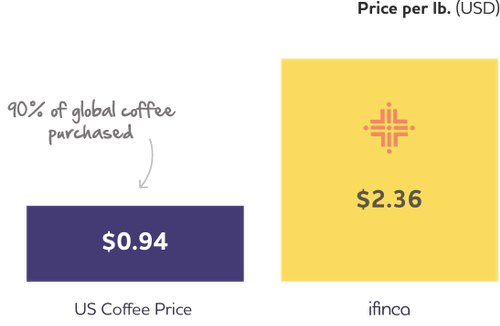 Price per lb. (USD)
90% of global coffee
purchased
$0.94
$2.36
US Coffee Price
ifinca